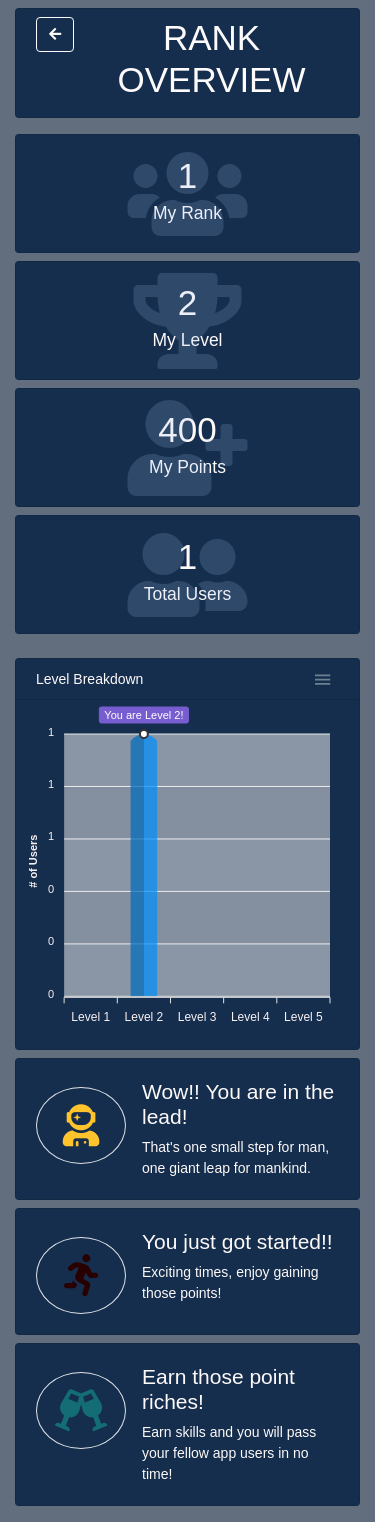 RANK
OVERVIEW
1
My Rank
2
My Level
400
My Points
1
Total Users
Level Breakdown
You are Level 2!
1
1
1
0
0
0
# of Users
Level 1 Level 2 Level 3 Level 4 Level 5
Wow!! You are in the
lead!
That's one small step for man,
one giant leap for mankind.
You just got started!!
Exciting times, enjoy gaining
those points!
Earn those point
riches!
Earn skills and you will pass
your fellow app users in no
time!